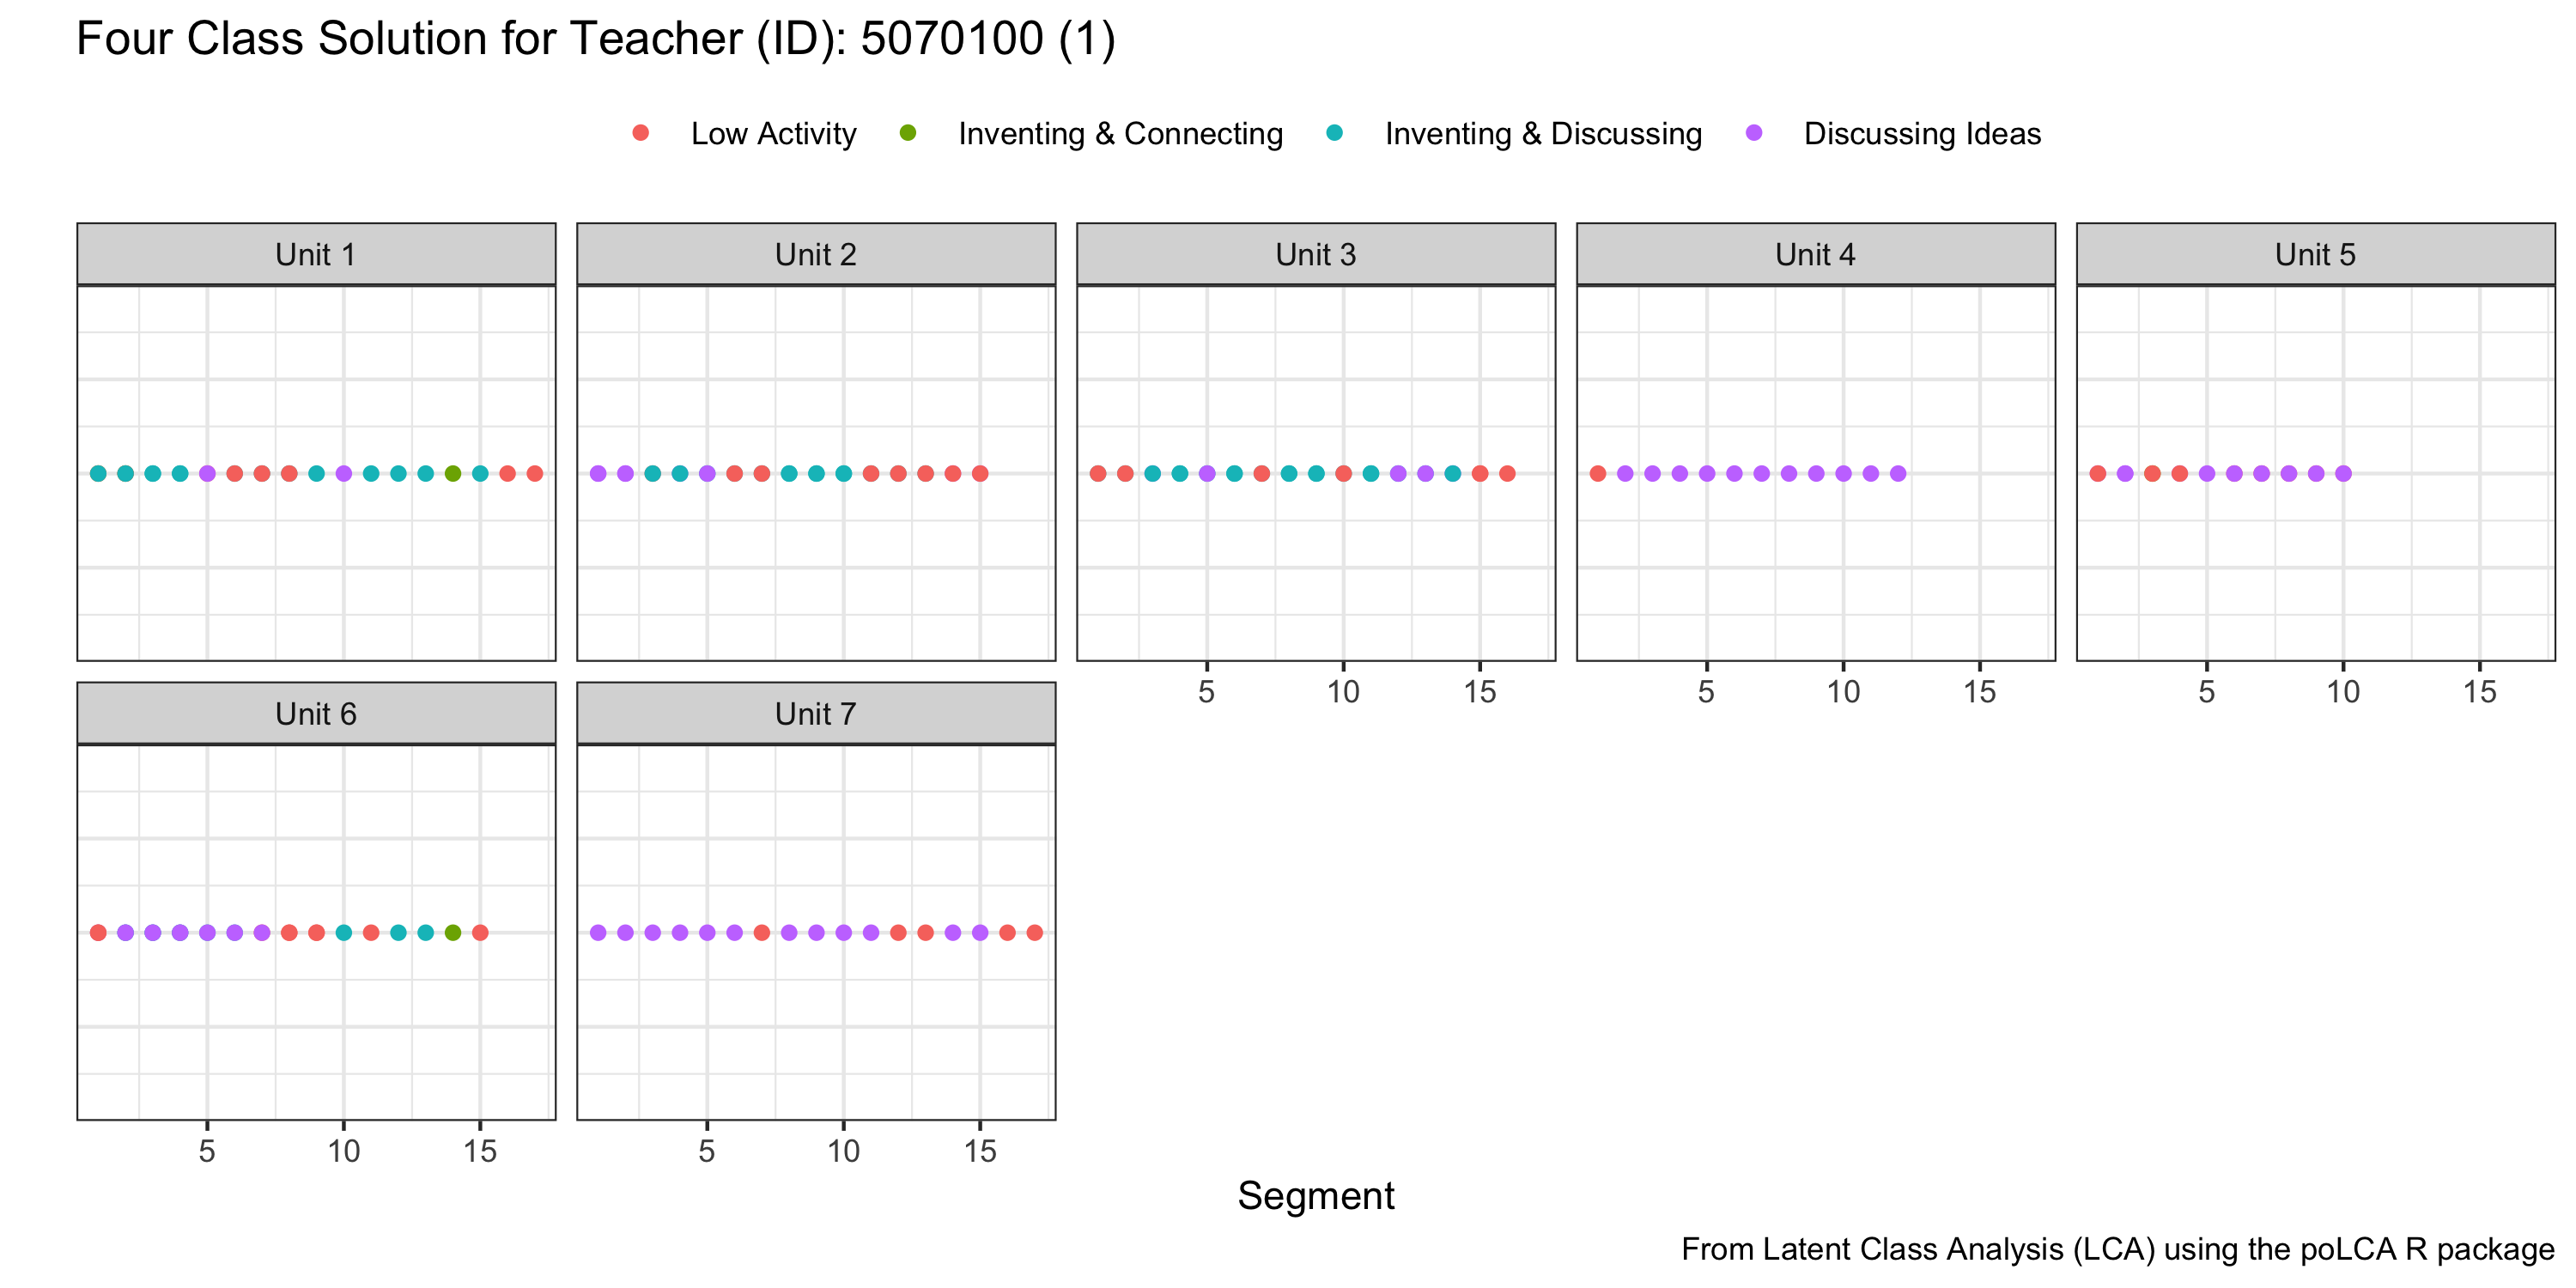 Four Class Solution for Teacher (ID): 5070100 (1)
Low Activity Inventing & Connecting Inventing & Discussing Discussing Ideas
Unit 1 Unit 2 Unit 3 Unit 4 Unit 5
5 10 15 5 10 15 5 10 15
Unit 6 Unit 7
5 10 15 5 10 15
Segment
From Latent Class Analysis (LCA) using the poLCA R package